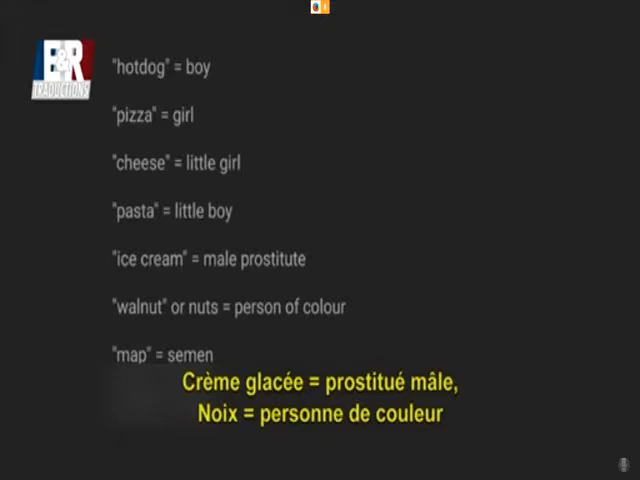 E&R
TRADUCTIONS
"hotdog" = boy
"pizza" = girl
"cheese" = little girl
"pasta" = little boy
"ice cream" = male prostitute
"walnut" or nuts = person of colour
"map" = semen
Crème glacée = prostitué mâle,
Noix = personne de couleur